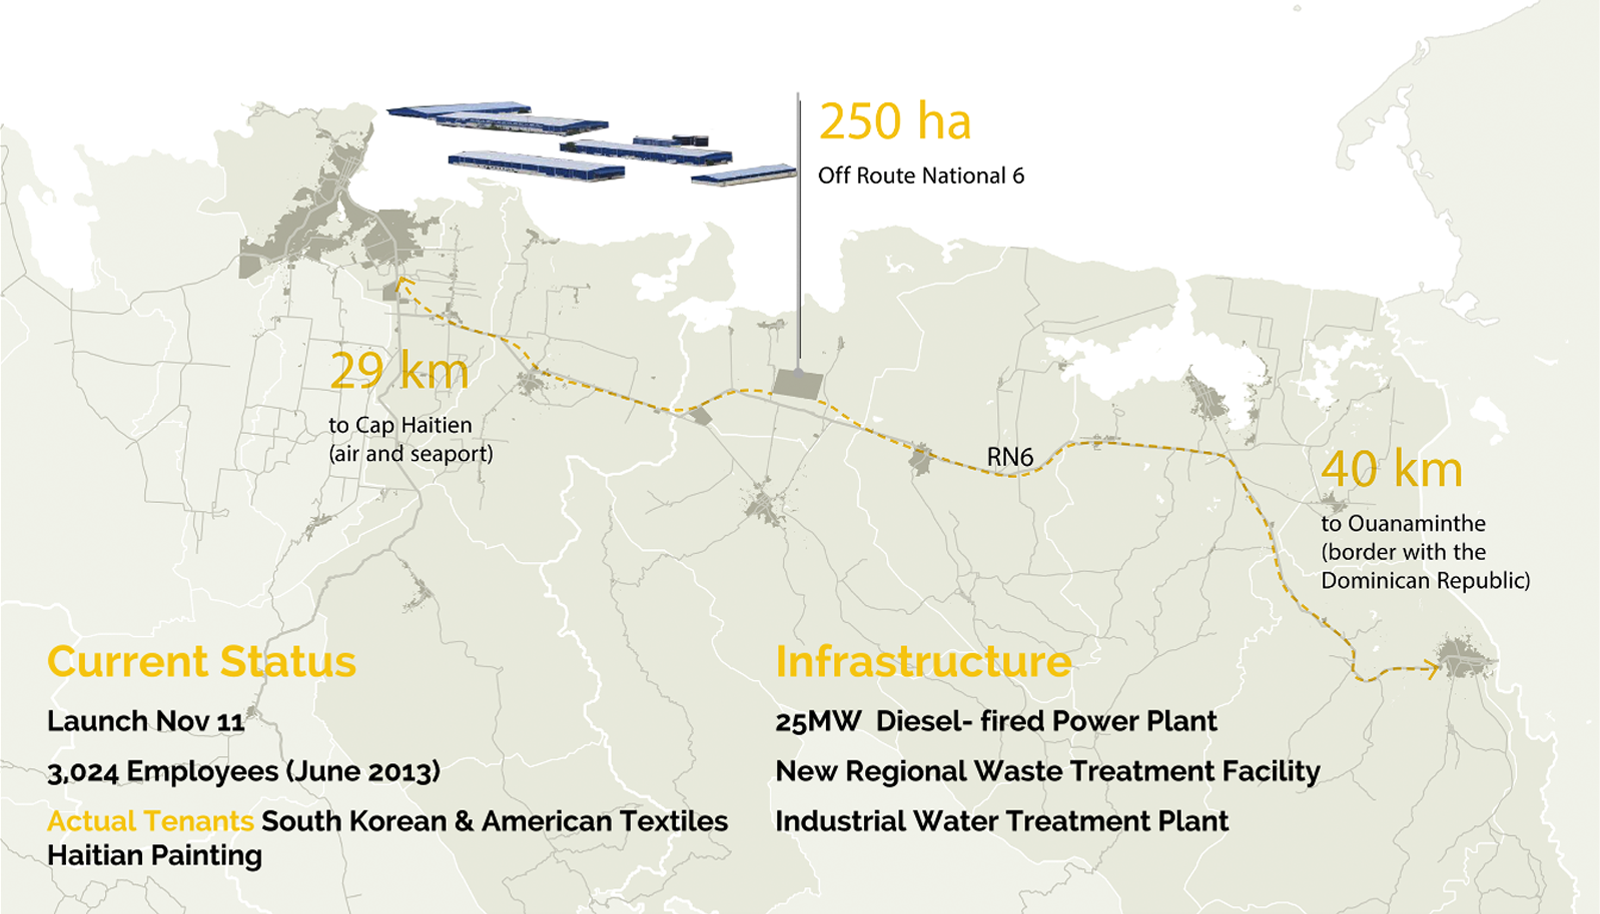 250 ha
Off Route National 6
29 km
to Cap Haitien
(air and seaport)
RN6
40 km
to Ouanaminthe
(border with the
Dominican Republic)
Current Status
Launch Nov 11
3,024 Employees (June 2013)
Actual Tenants South Korean & American Textiles
Haitian Painting
Infrastructure
25MW  Diesel- fired Power Plant
New Regional Waste Treatment Facility
Industrial Water Treatment Plant